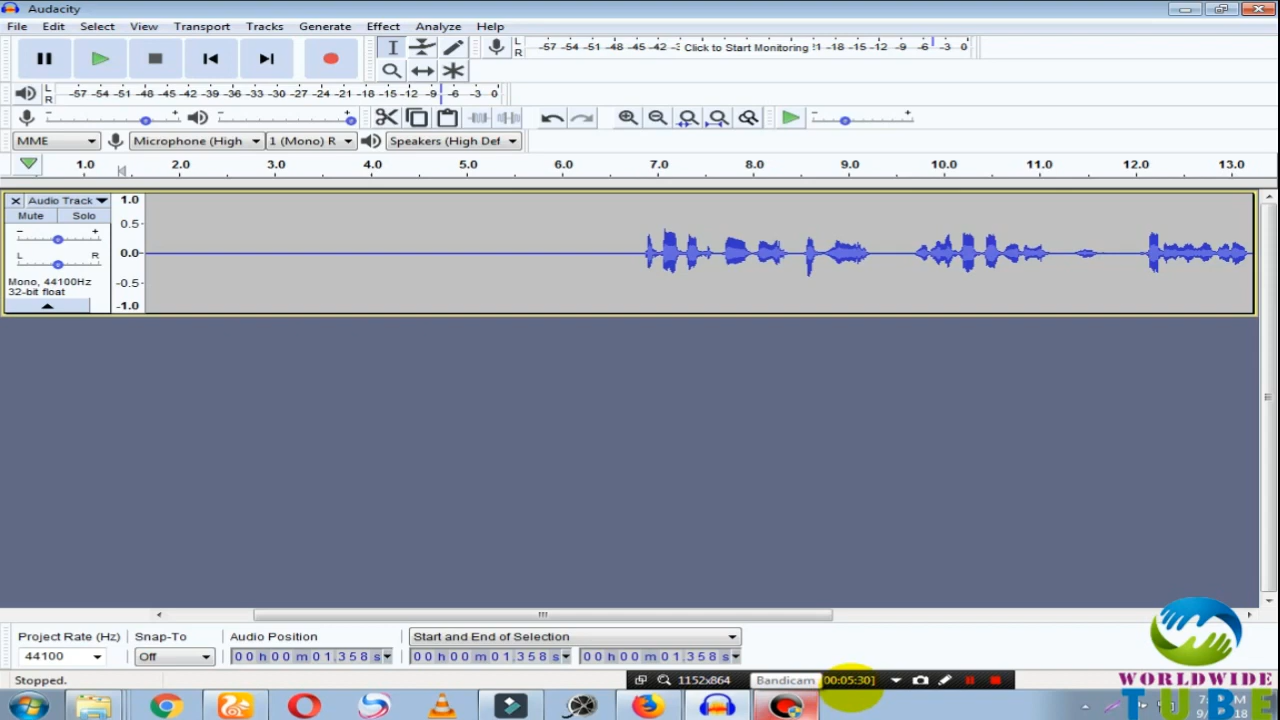 Audacity
File Edit Select View Transport Tracks Generate Effect Analyze Help
L R -57 -54 -51 -48 -45 -42 -3 Click to Start Monitoring !1 -18 -15 -12 -9 -6 -3 0
L R -57 -54 -51 -48 -45 -42 -39 -36 -33 -30 -27 -24 -21 -18 -15 -12 -9 -6 -3 0
MME Microphone (High 1 (Mono) R Speakers (High Def
1.0 2.0 3.0 4.0 5.0 6.0 7.0 8.0 9.0 10.0 11.0 12.0 13.0
Audio Track
Mute Solo
L R
Mono, 44100Hz
32-bit float
1.0
0.5
0.0
-0.5
-1.0
Project Rate (Hz) Snap-To Audio Position Start and End of Selection
44100 Off 00 h 00 m 01.358 s 00 h 00 m 01.358 s 00 h 00 m 01.358 s
Stopped.
1152x864 Bandicam 00:05:30]
WORLDWIDE
TUBE